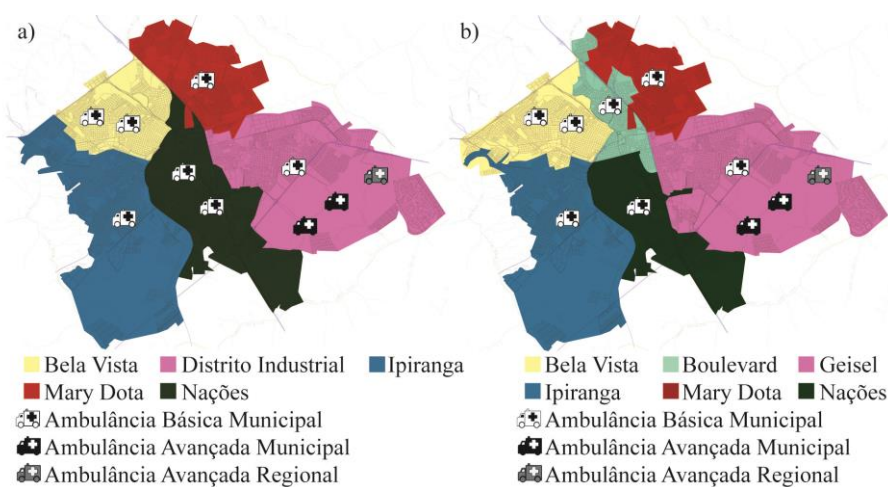 a)
b)
Bela Vista Distrito Industrial Ipiranga
Mary Dota Nações
Ambulância Básica Municipal
Ambulância Avançada Municipal
Ambulância Avançada Regional
Bela Vista Boulevard Geisel
Ipiranga Mary Dota Nações
Ambulância Básica Municipal
Ambulância Avançada Municipal
Ambulância Avançada Regional